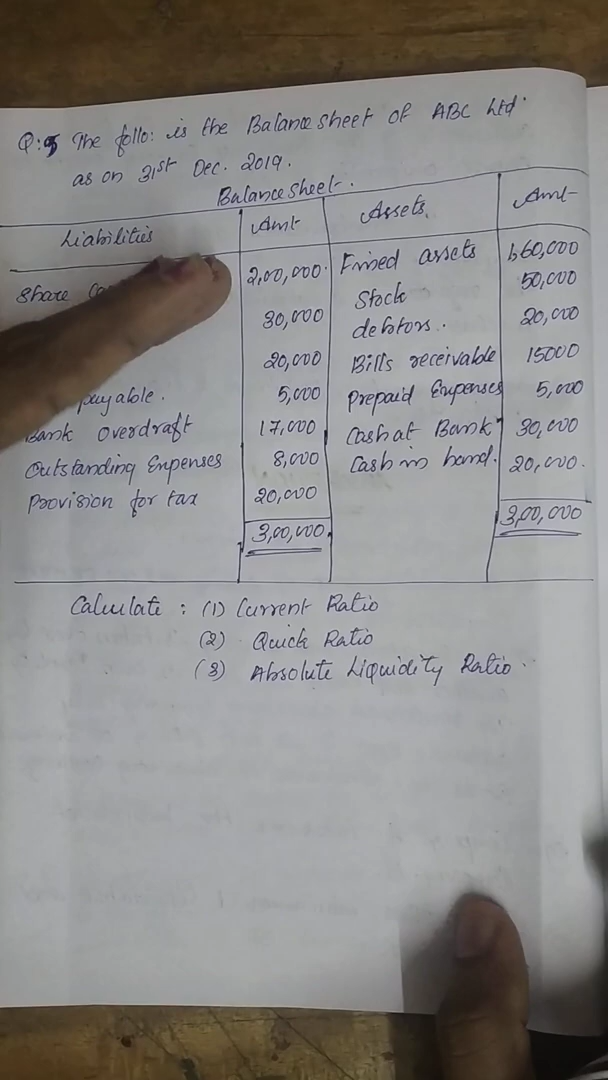 Q:5 The follo: is the Balance sheet of ABC Ltd.
as on 31st Dec. 2019.
Balance sheet.
Liabilities Amt Assets Amt
Share 2,00,000 Fixed assets 1,60,000
30,000 Stock 50,000
20,000 debtors.. 20,000
payable. 5,000 Bills receivable 15000
Bank Overdraft 17,000 Prepaid Expenses 5,000
Outstanding Expenses 8,000 Cash at Bank 30,000
Provision for tax 20,000 Cash in hand. 20,000.
3,00,000. 3,00,000
Calculate : (1) Current Ratio
(2) Quick Ratio
(3) Absolute Liquidity Ratio.